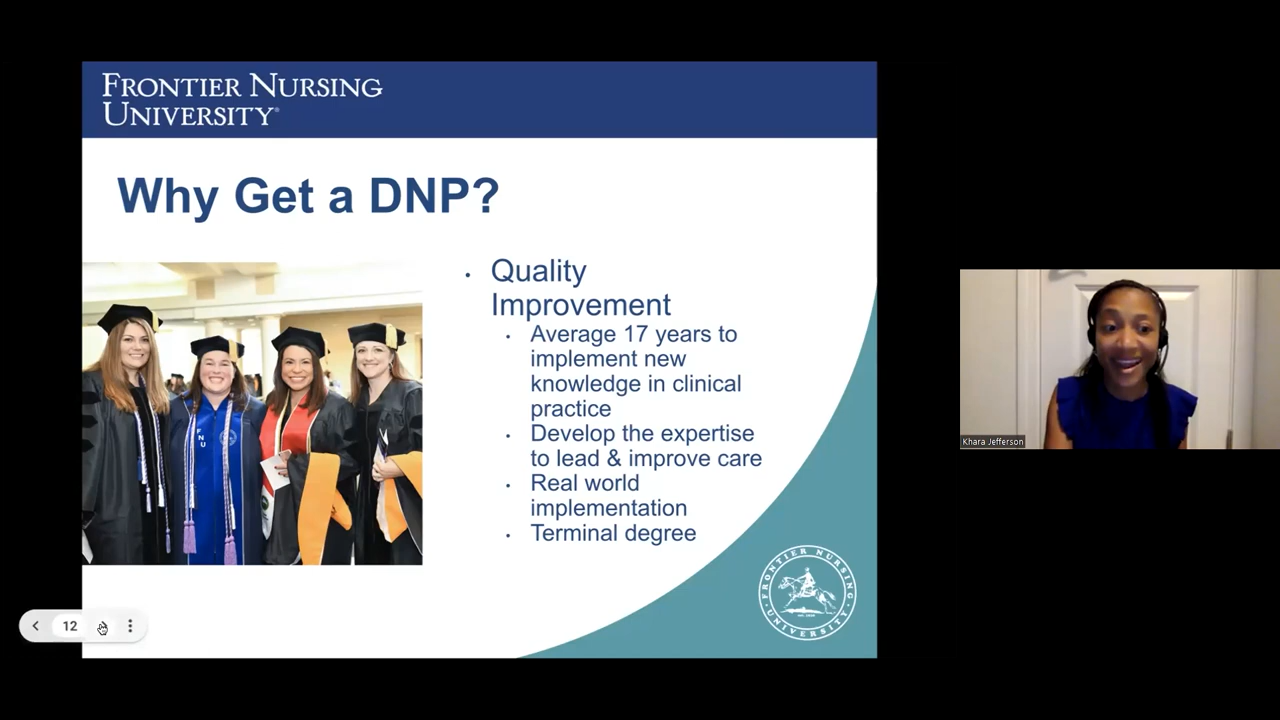 FRONTIER NURSING
UNIVERSITY®
Why Get a DNP?
• Quality
Improvement
• Average 17 years to
implement new
knowledge in clinical
practice
• Develop the expertise
to lead & improve care
• Real world
implementation
• Terminal degree
FNU
FRONTIER NURSING
UNIVERSITY
12
Khara Jefferson